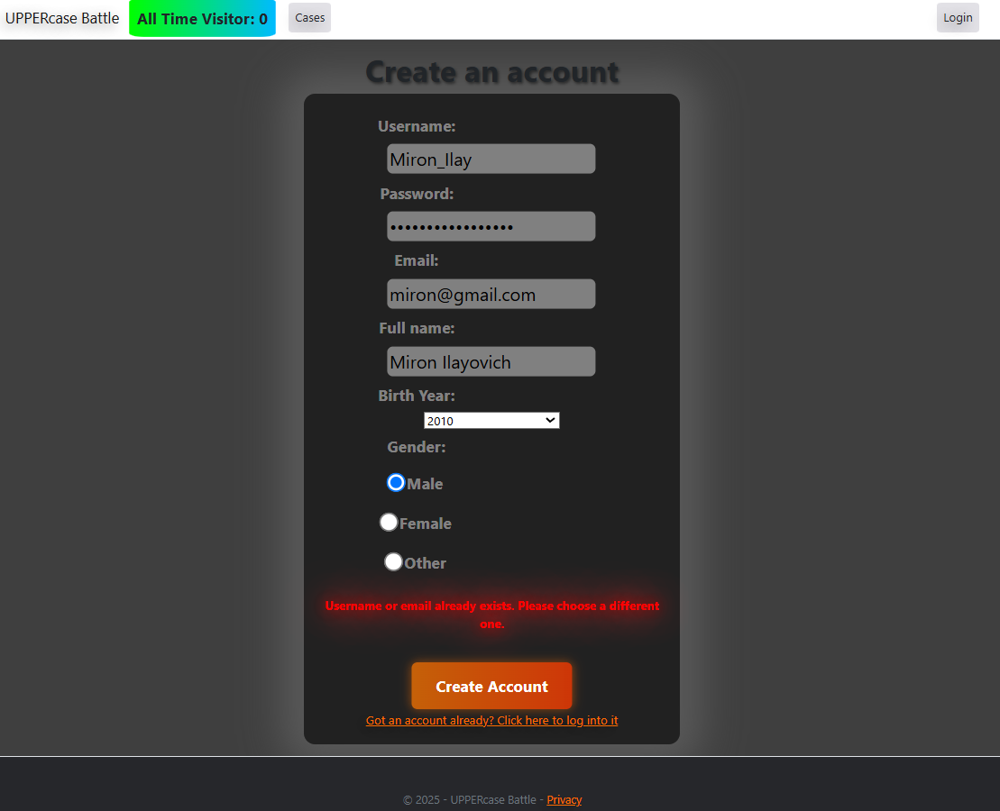 UPPERcase Battle All Time Visitor: 0 Cases Login
Create an account
Username:
Miron_Ilay
Password:
•••••••••••••••••
Email:
miron@gmail.com
Full name:
Miron Ilayovich
Birth Year:
2010
Gender:
Male
Female
Other
Username or email already exists. Please choose a different
one.
Create Account
Got an account already? Click here to log into it
© 2025 - UPPERcase Battle - Privacy